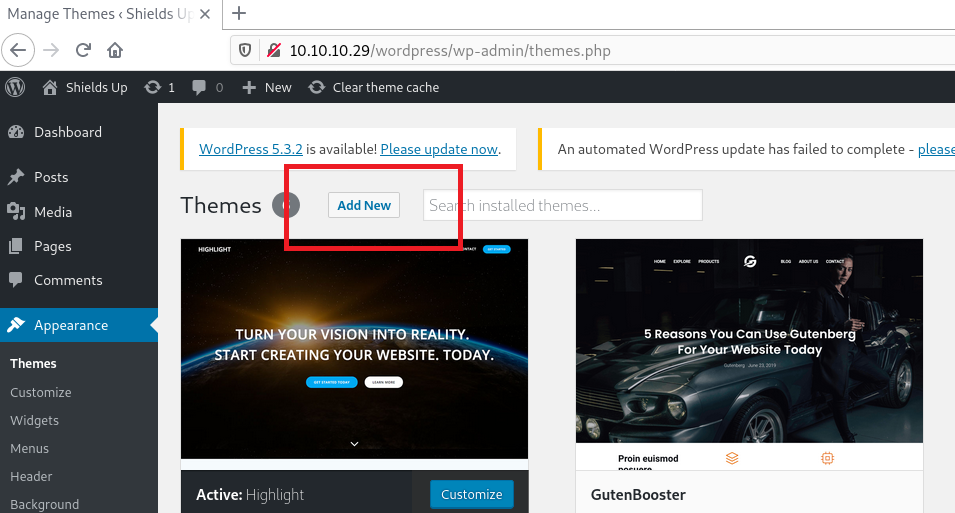 Manage Themes ‹ Shields Up
10.10.10.29/wordpress/wp-admin/themes.php
Shields Up 1 0 New Clear theme cache
Dashboard
Posts
Media
Pages
Comments
Appearance
Themes
Customize
Widgets
Menus
Header
Background
WordPress 5.3.2 is available! Please update now.
An automated WordPress update has failed to complete - please
Themes Add New Search installed themes...
HIGHLIGHT
CONTACT GET STARTED
TURN YOUR VISION INTO REALITY.
START CREATING YOUR WEBSITE. TODAY.
GET STARTED TODAY LEARN MORE
Active: Highlight Customize
HOME EXPLORE PRODUCTS BLOG ABOUT US CONTACT
5 Reasons You Can Use Gutenberg
For Your Website Today
Gutenberg · June 23, 2019
Proin euismod
posuere
GutenBooster